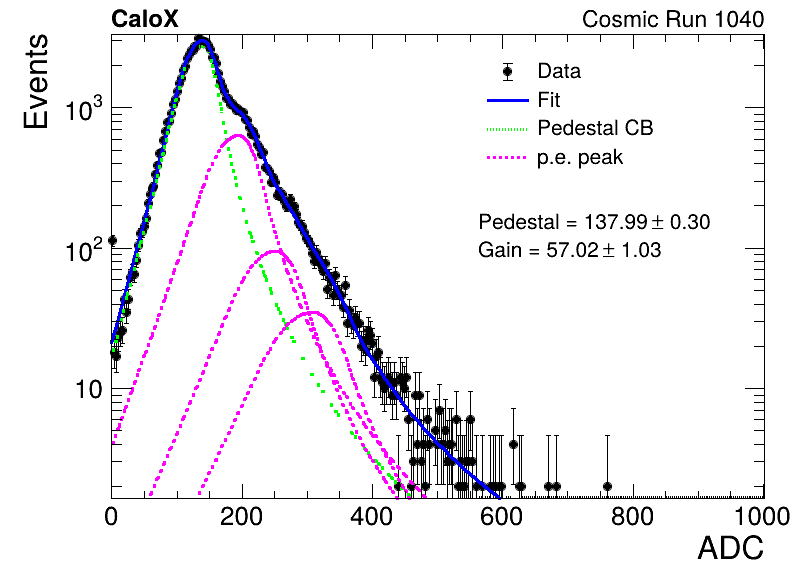 CaloX
Cosmic Run 1040
Events
Data
Fit
Pedestal CB
p.e. peak
Pedestal = 137.99 ± 0.30
Gain = 57.02 ± 1.03
10³
10²
10
0 200 400 600 800 1000
ADC